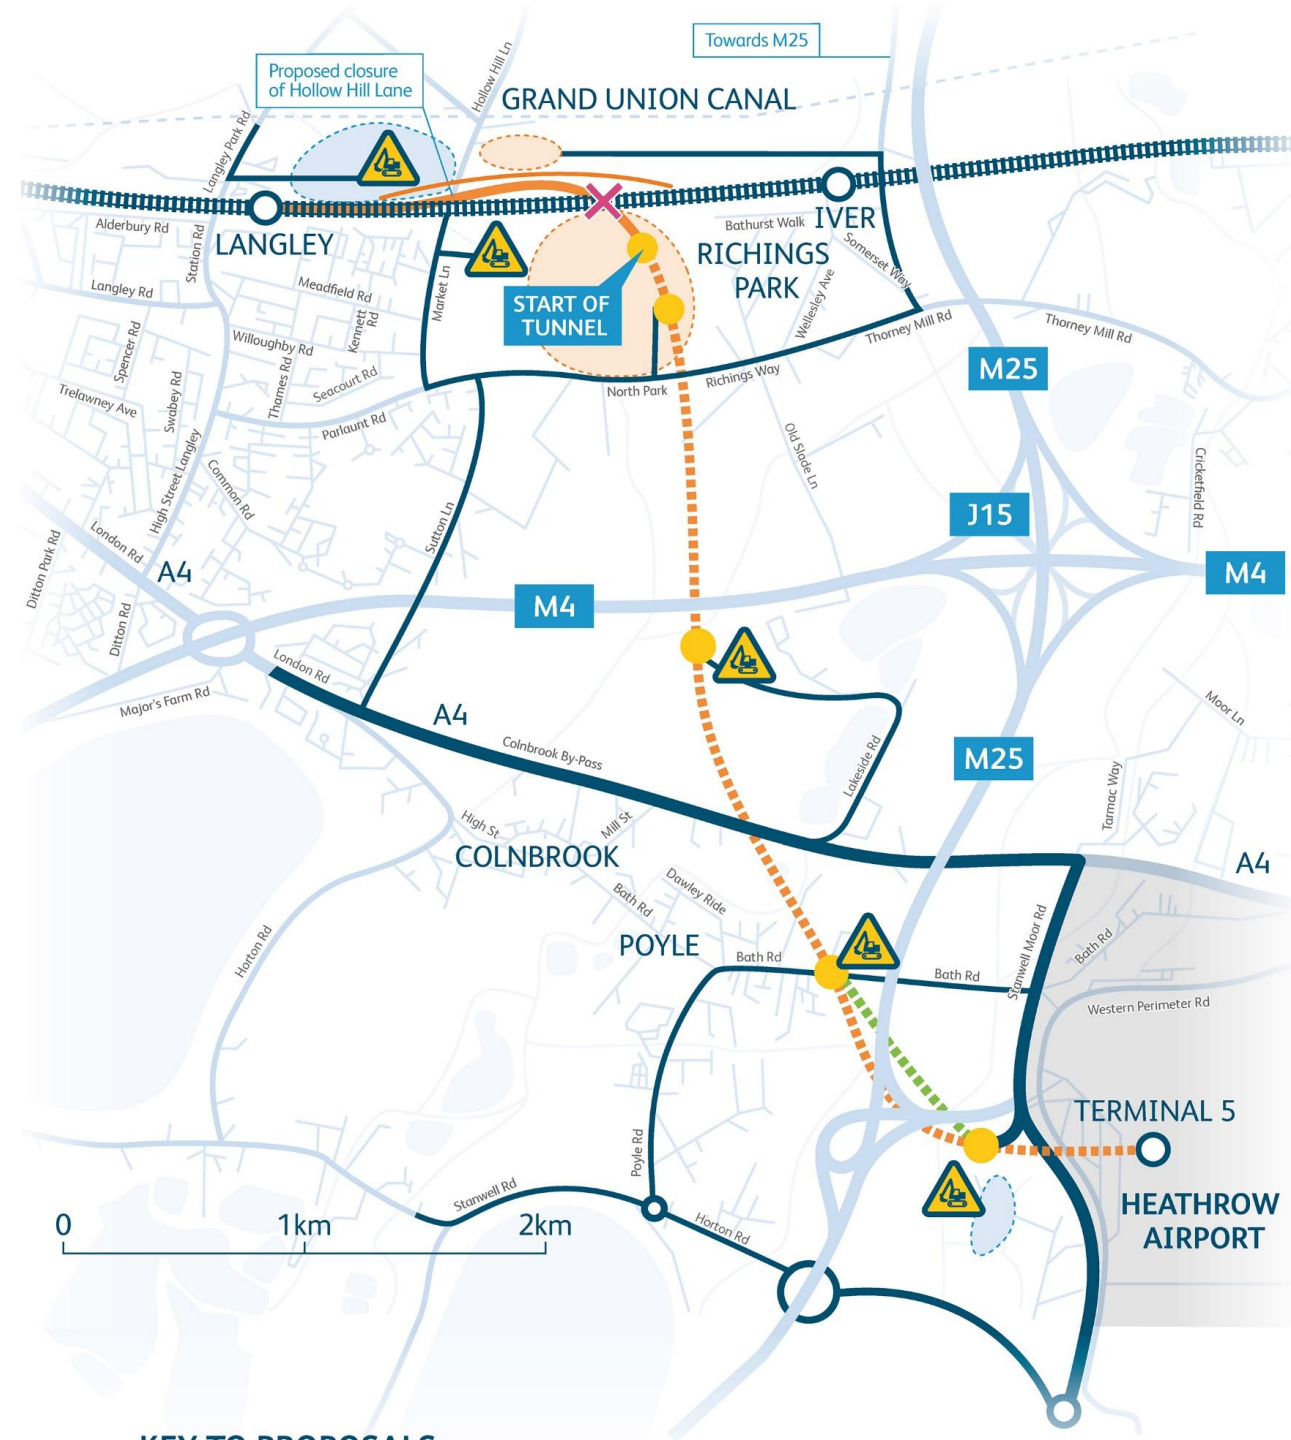 Towards M25
Proposed closure
of Hollow Hill Lane
Hollow Hill Ln
GRAND UNION CANAL
Langley Park Rd
LANGLEY
IVER
Alderbury Rd
Station Rd
Bathurst Walk
Somerset Way
RICHINGS
PARK
Langley Rd
Meadfield Rd
Market Ln
START OF
TUNNEL
Wellesley Ave
Kennett
Rd
Willoughby Rd
Spencer Rd
Thames Rd
Seacourt Rd
Thorney Mill Rd
Thorney Mill Rd
M25
Trelawney Ave
Swabey Rd
North Park
Richings Way
Parlaunt Rd
High Street Langley
Common Rd
Old Slade Ln
Cricketfield Rd
Sutton Ln
J15
London Rd
Ditton Park Rd
A4
M4
M4
Ditton Rd
London Rd
Major's Farm Rd
A4
Colnbrook By-Pass
Moor Ln
M25
Lakeside Rd
Tarmac Way
High St
Mill St
COLNBROOK
A4
Dawley Ride
Bath Rd
Horton Rd
POYLE
Bath Rd
Bath Rd
Stanwell Moor Rd
Bath Rd
Western Perimeter Rd
TERMINAL 5
Poyle Rd
Stanwell Rd
HEATHROW
AIRPORT
Horton Rd
0 1km 2km
KEY TO PROPOSALS